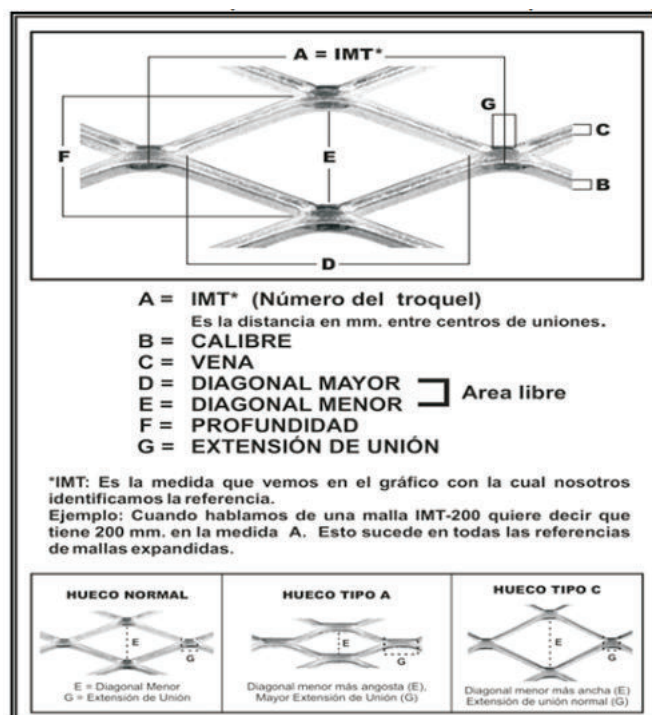 A = IMT*
G
C
F
E
B
D
A = IMT* (Número del troquel)
Es la distancia en mm. entre centros de uniones.
B = CALIBRE
C = VENA
D = DIAGONAL MAYOR
E = DIAGONAL MENOR
Area libre
F = PROFUNDIDAD
G = EXTENSIÓN DE UNIÓN
*IMT: Es la medida que vemos en el gráfico con la cual nosotros
identificamos la referencia.
Ejemplo: Cuando hablamos de una malla IMT-200 quiere decir que
tiene 200 mm. en la medida A. Esto sucede en todas las referencias
de mallas expandidas.
HUECO NORMAL
E
G
E = Diagonal Menor
G = Extensión de Unión
HUECO TIPO A
E
G
Diagonal menor más angosta (E),
Mayor Extensión de Unión (G)
HUECO TIPO C
E
G
Diagonal menor más ancha (E)
Extensión de unión normal (G)